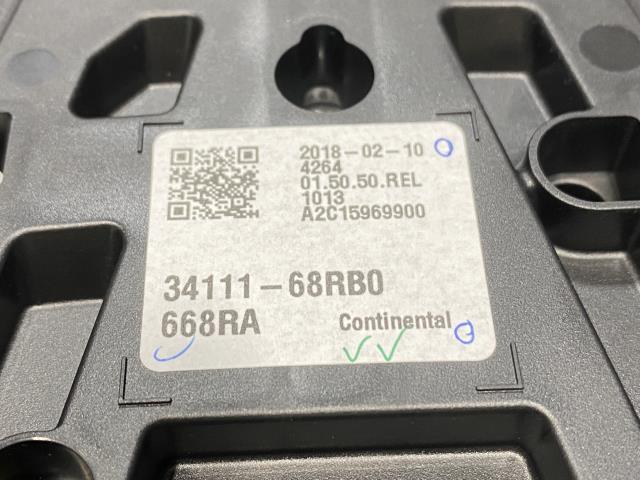 2018-02-10
4264
01.50.50.REL
1013
A2C15969900
34111-68RB0
668RA Continental